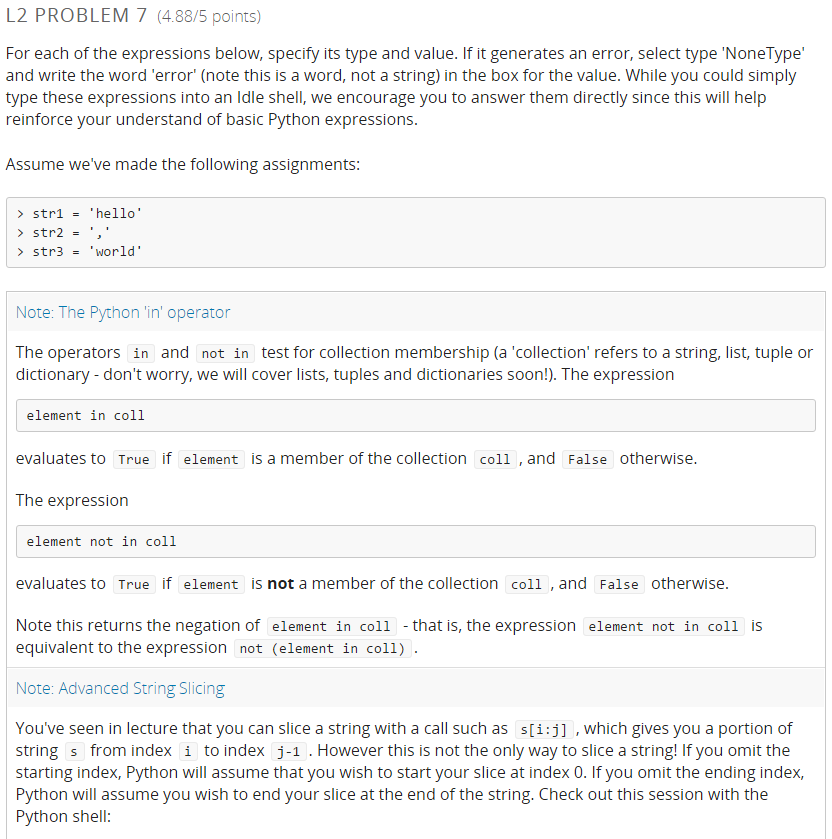 L2 PROBLEM 7 (4.88/5 points)
For each of the expressions below, specify its type and value. If it generates an error, select type 'NoneType'
and write the word 'error' (note this is a word, not a string) in the box for the value. While you could simply
type these expressions into an Idle shell, we encourage you to answer them directly since this will help
reinforce your understand of basic Python expressions.
Assume we've made the following assignments:
> str1 = 'hello'
> str2 = ','
> str3 = 'world'
Note: The Python 'in' operator
The operators in and not in test for collection membership (a 'collection' refers to a string, list, tuple or
dictionary - don't worry, we will cover lists, tuples and dictionaries soon!). The expression
element in coll
evaluates to True if element is a member of the collection coll, and False otherwise.
The expression
element not in coll
evaluates to True if element is not a member of the collection coll, and False otherwise.
Note this returns the negation of element in coll - that is, the expression element not in coll is
equivalent to the expression not (element in coll).
Note: Advanced String Slicing
You've seen in lecture that you can slice a string with a call such as s[i:j], which gives you a portion of
string s from index i to index j-1. However this is not the only way to slice a string! If you omit the
starting index, Python will assume that you wish to start your slice at index 0. If you omit the ending index,
Python will assume you wish to end your slice at the end of the string. Check out this session with the
Python shell: